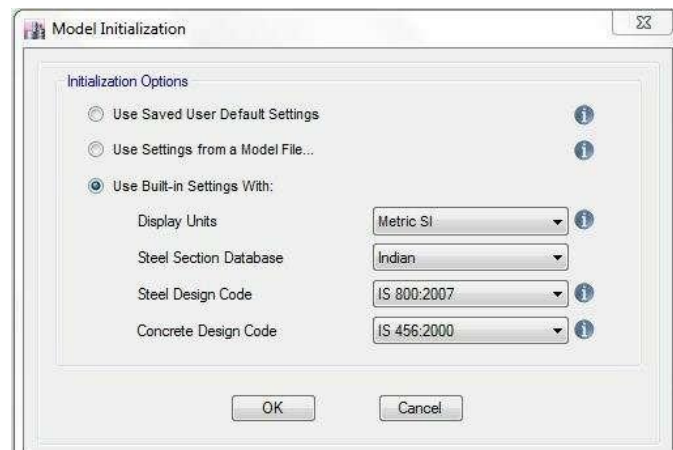 Model Initialization
Initialization Options
Use Saved User Default Settings
Use Settings from a Model File...
Use Built-in Settings With:
Display Units Metric SI
Steel Section Database Indian
Steel Design Code IS 800:2007
Concrete Design Code IS 456:2000
OK Cancel